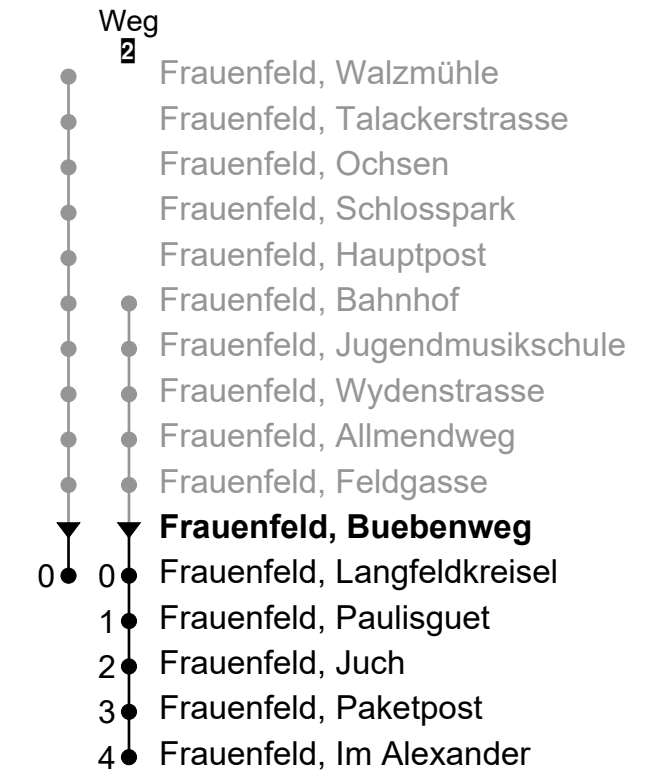 Weg
2
Frauenfeld, Walzmühle
Frauenfeld, Talackerstrasse
Frauenfeld, Ochsen
Frauenfeld, Schlosspark
Frauenfeld, Hauptpost
Frauenfeld, Bahnhof
Frauenfeld, Jugendmusikschule
Frauenfeld, Wydenstrasse
Frauenfeld, Allmendweg
Frauenfeld, Feldgasse
Frauenfeld, Buebenweg
0 0 Frauenfeld, Langfeldkreisel
1 Frauenfeld, Paulisguet
2 Frauenfeld, Juch
3 Frauenfeld, Paketpost
4 Frauenfeld, Im Alexander